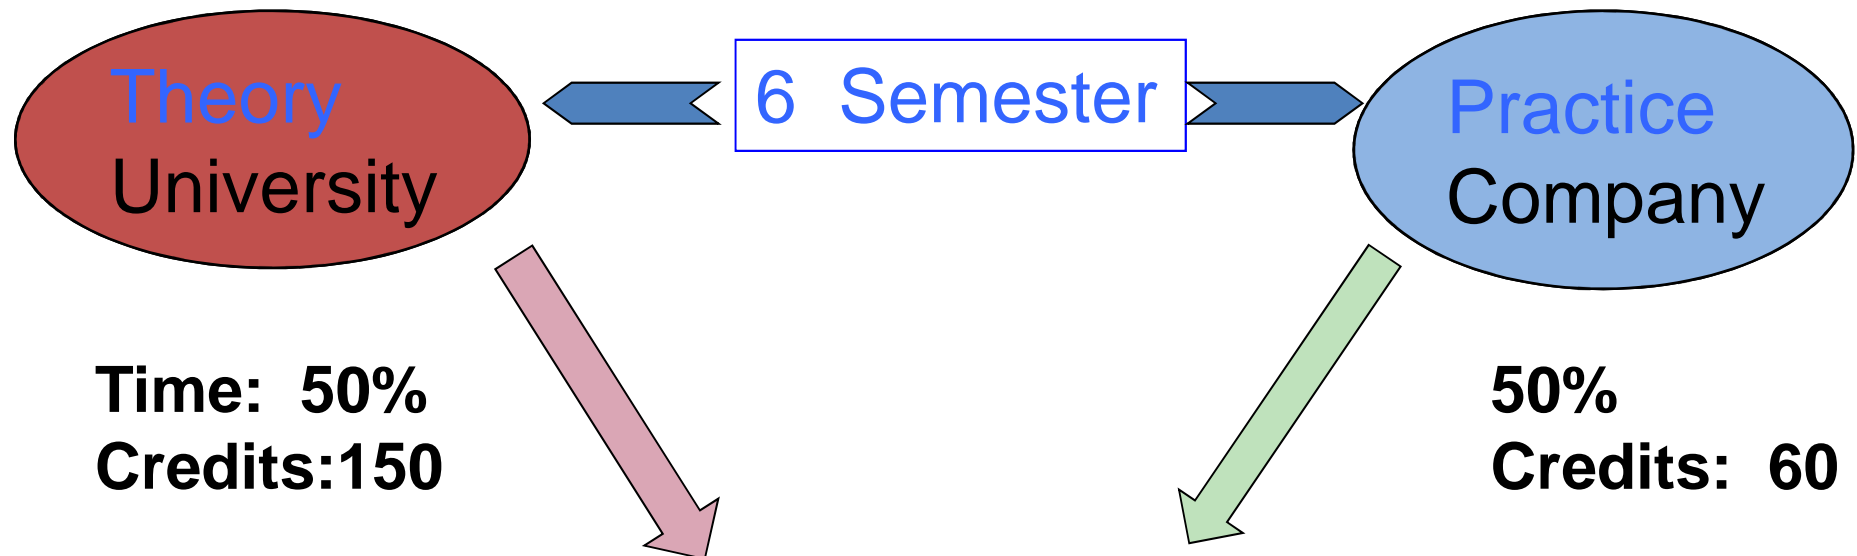 Theory
University
6 Semester
Practice
Company
Time: 50%
Credits:150
50%
Credits: 60